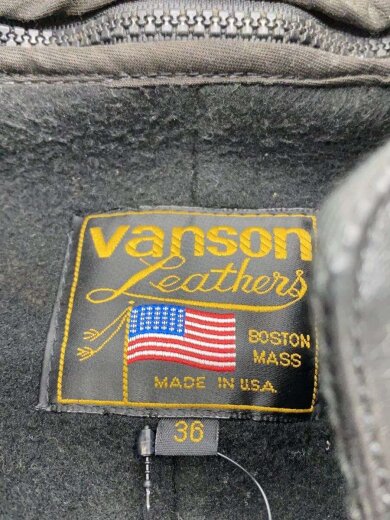 vanson
Leathers
BOSTON
MASS
MADE IN U.S.A.
36